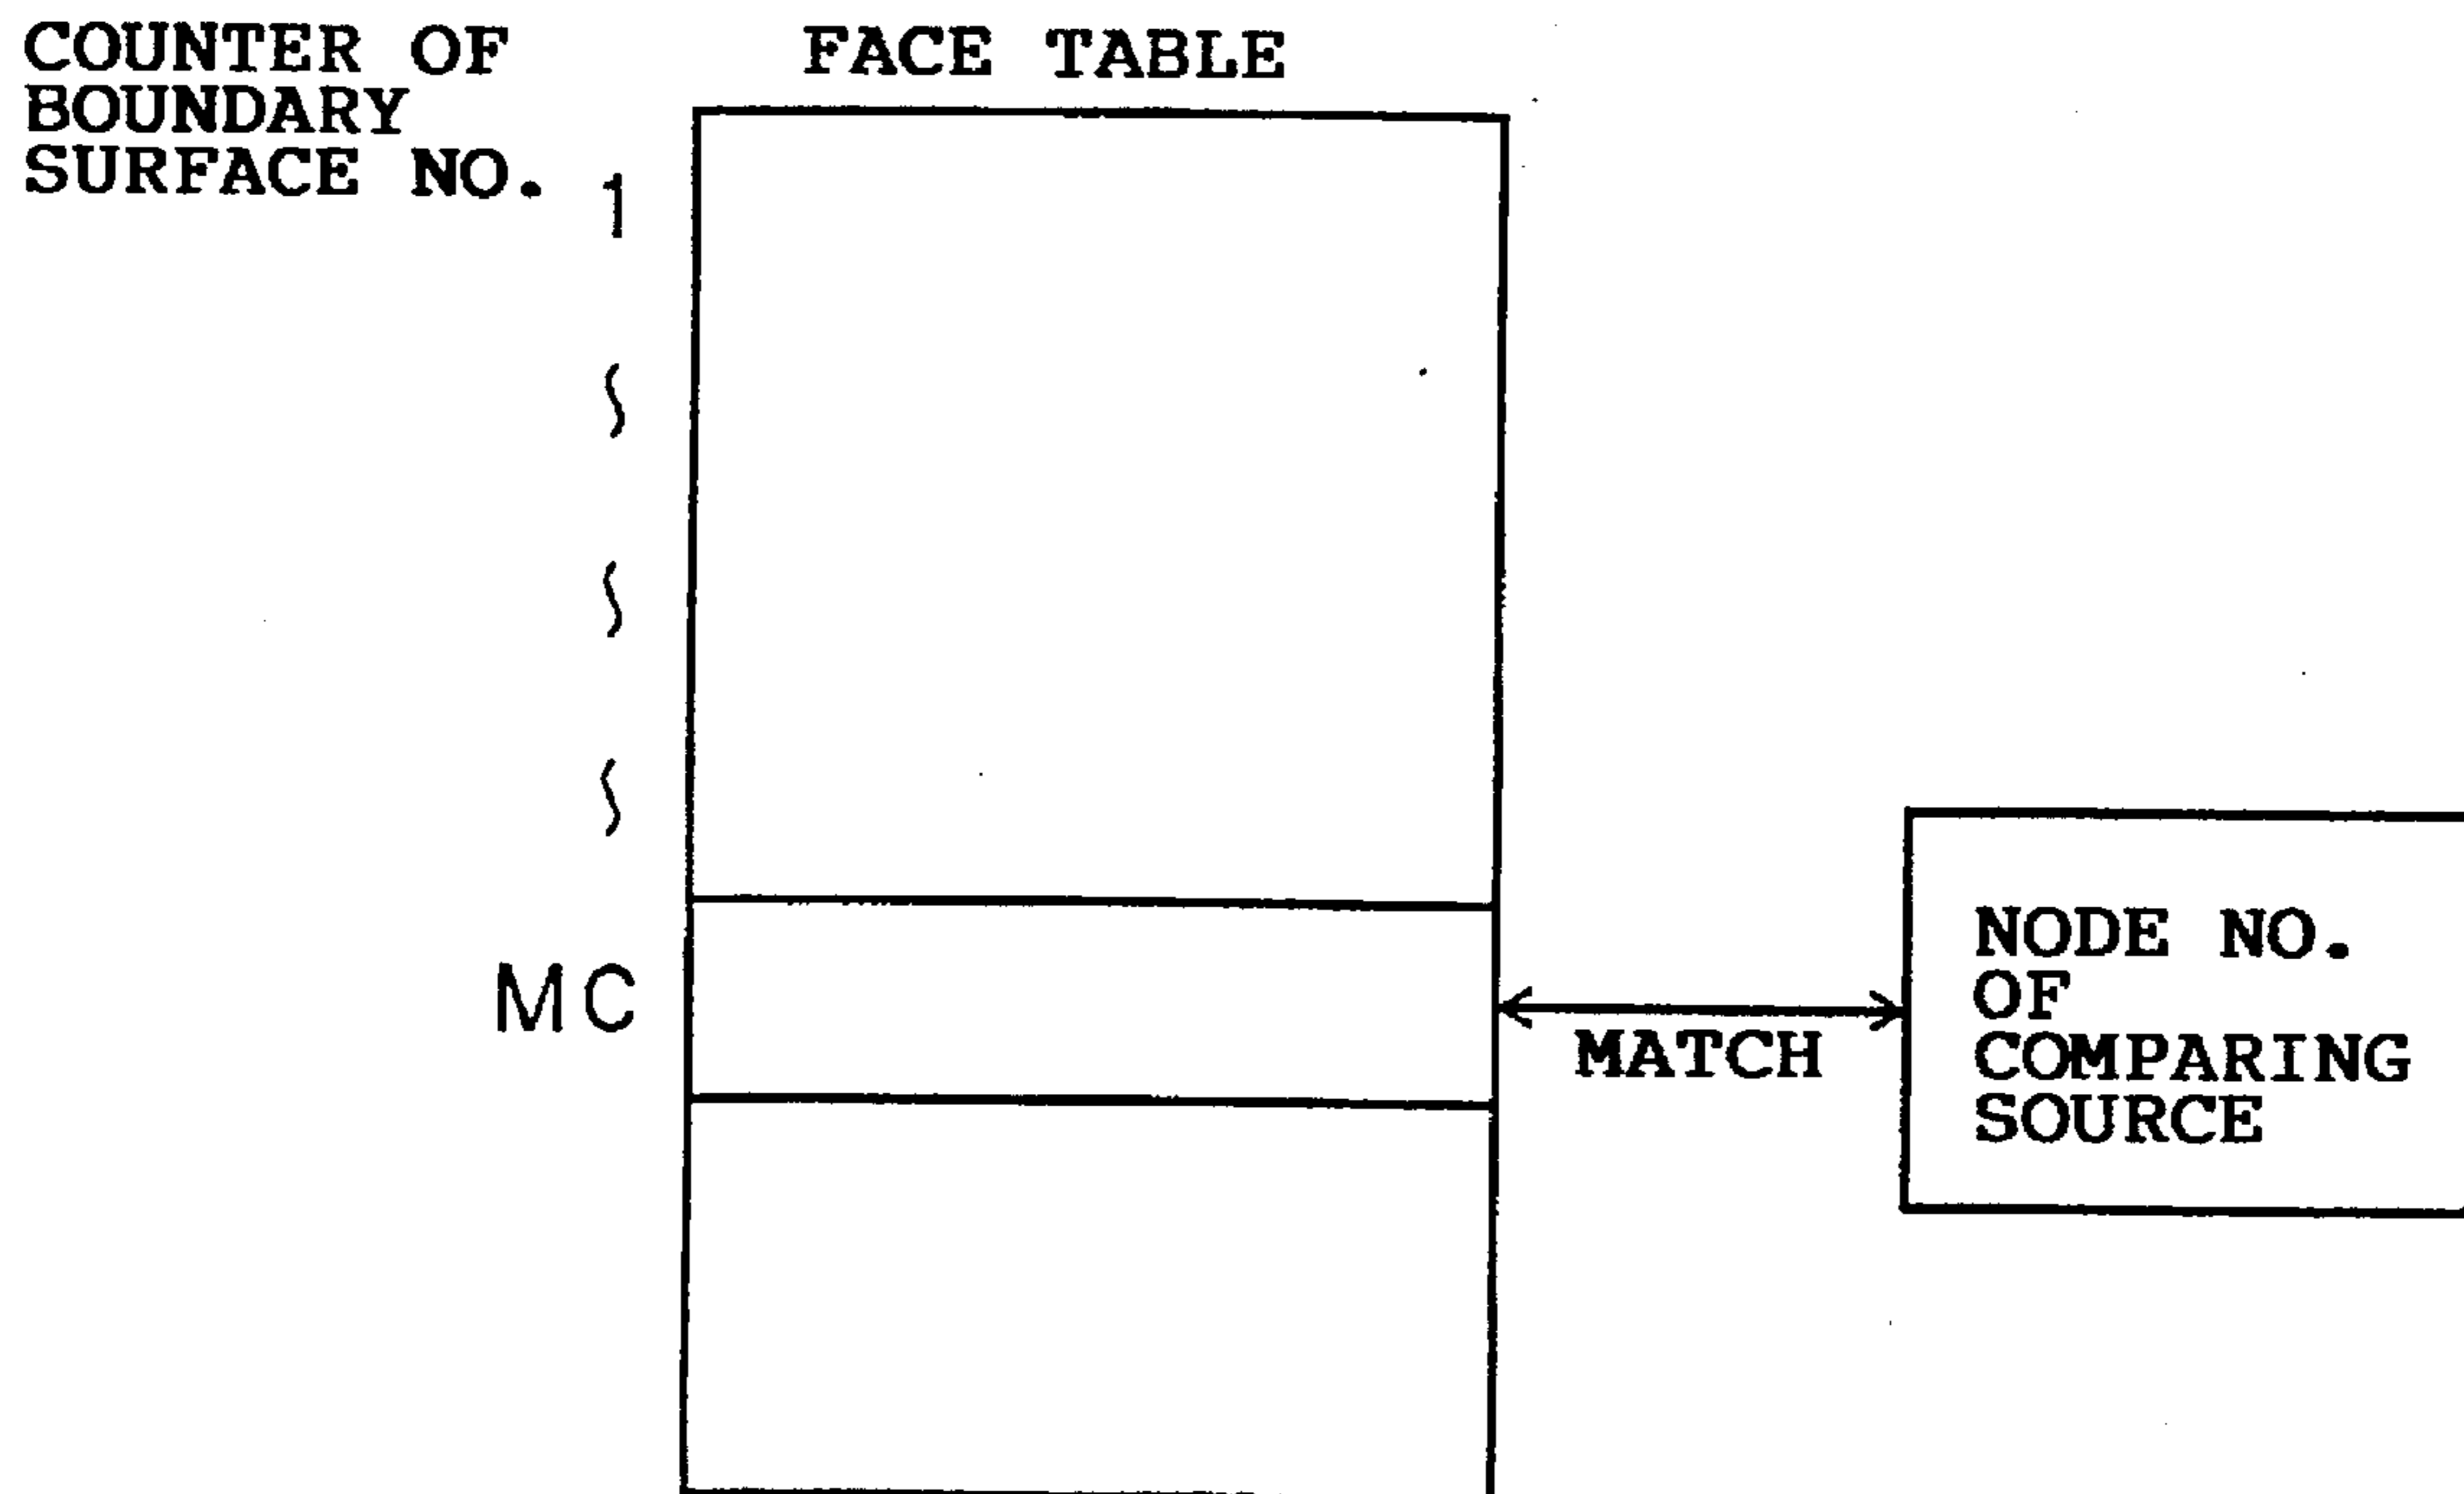 COUNTER OF
BOUNDARY
SURFACE NO.
1
FACE TABLE
MC
MATCH
NODE NO.
OF
COMPARING
SOURCE